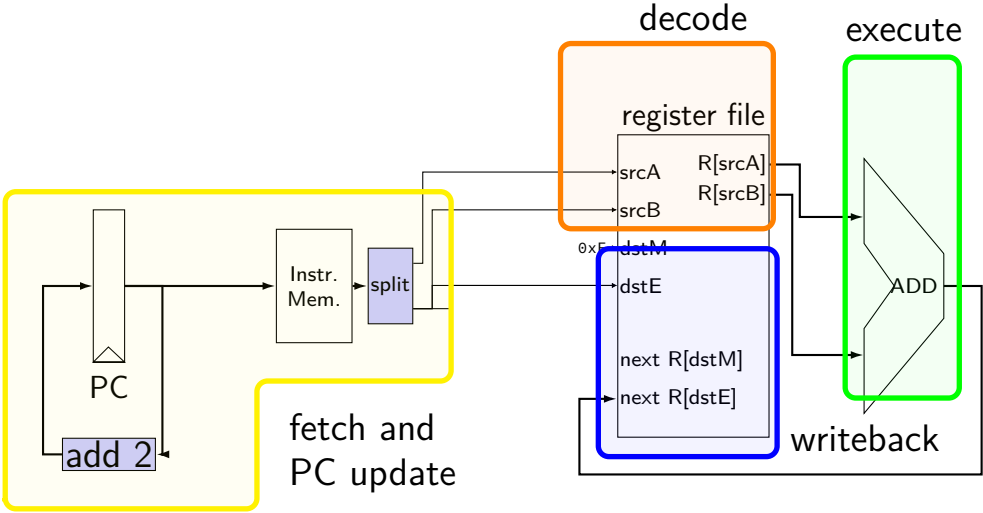 decode
execute
register file
srcA
R[srcA]
R[srcB]
srcB
0xF
dstM
dstE
next R[dstM]
next R[dstE]
ADD
Instr.
Mem.
split
PC
add 2
fetch and
PC update
writeback